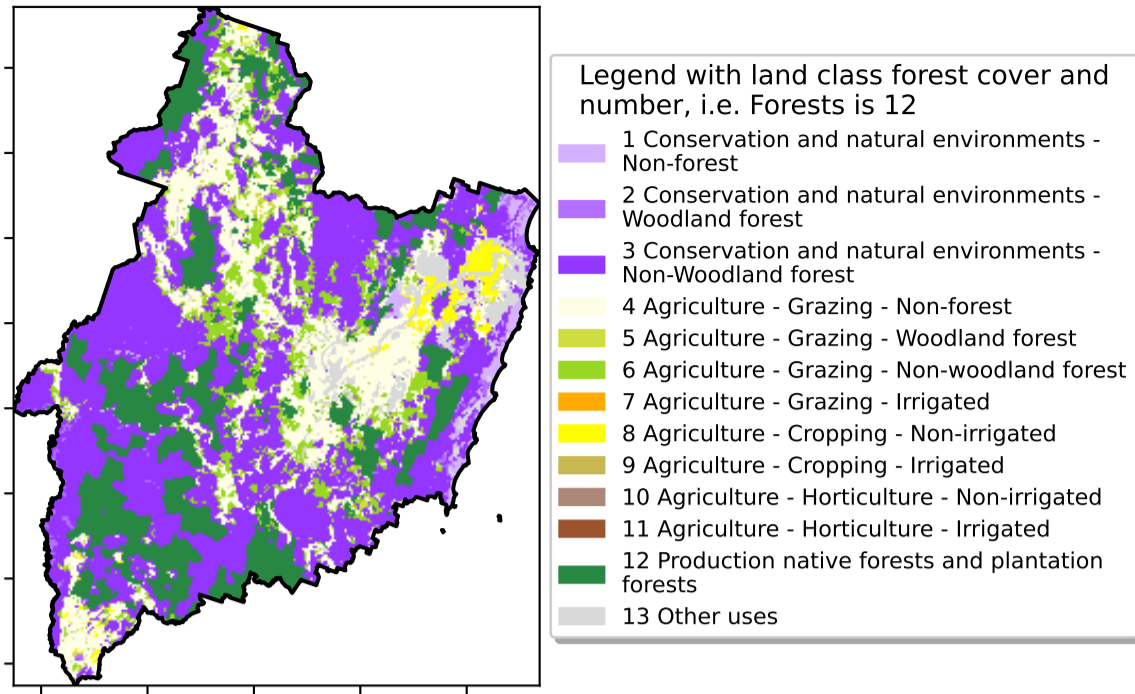 Legend with land class forest cover and
number, i.e. Forests is 12
1 Conservation and natural environments -
Non-forest
2 Conservation and natural environments -
Woodland forest
3 Conservation and natural environments -
Non-Woodland forest
4 Agriculture - Grazing - Non-forest
5 Agriculture - Grazing - Woodland forest
6 Agriculture - Grazing - Non-woodland forest
7 Agriculture - Grazing - Irrigated
8 Agriculture - Cropping - Non-irrigated
9 Agriculture - Cropping - Irrigated
10 Agriculture - Horticulture - Non-irrigated
11 Agriculture - Horticulture - Irrigated
12 Production native forests and plantation
forests
13 Other uses